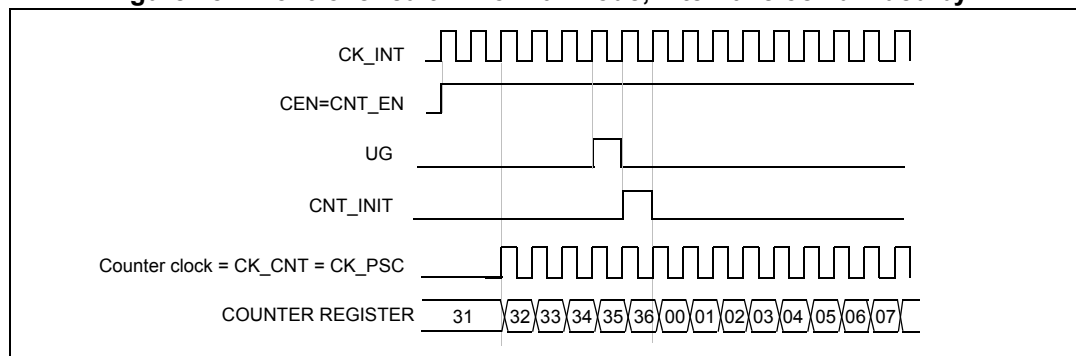 CK_INT
CEN=CNT_EN
UG
CNT_INIT
Counter clock = CK_CNT = CK_PSC
COUNTER REGISTER 31 32 33 34 35 36 00 01 02 03 04 05 06 07